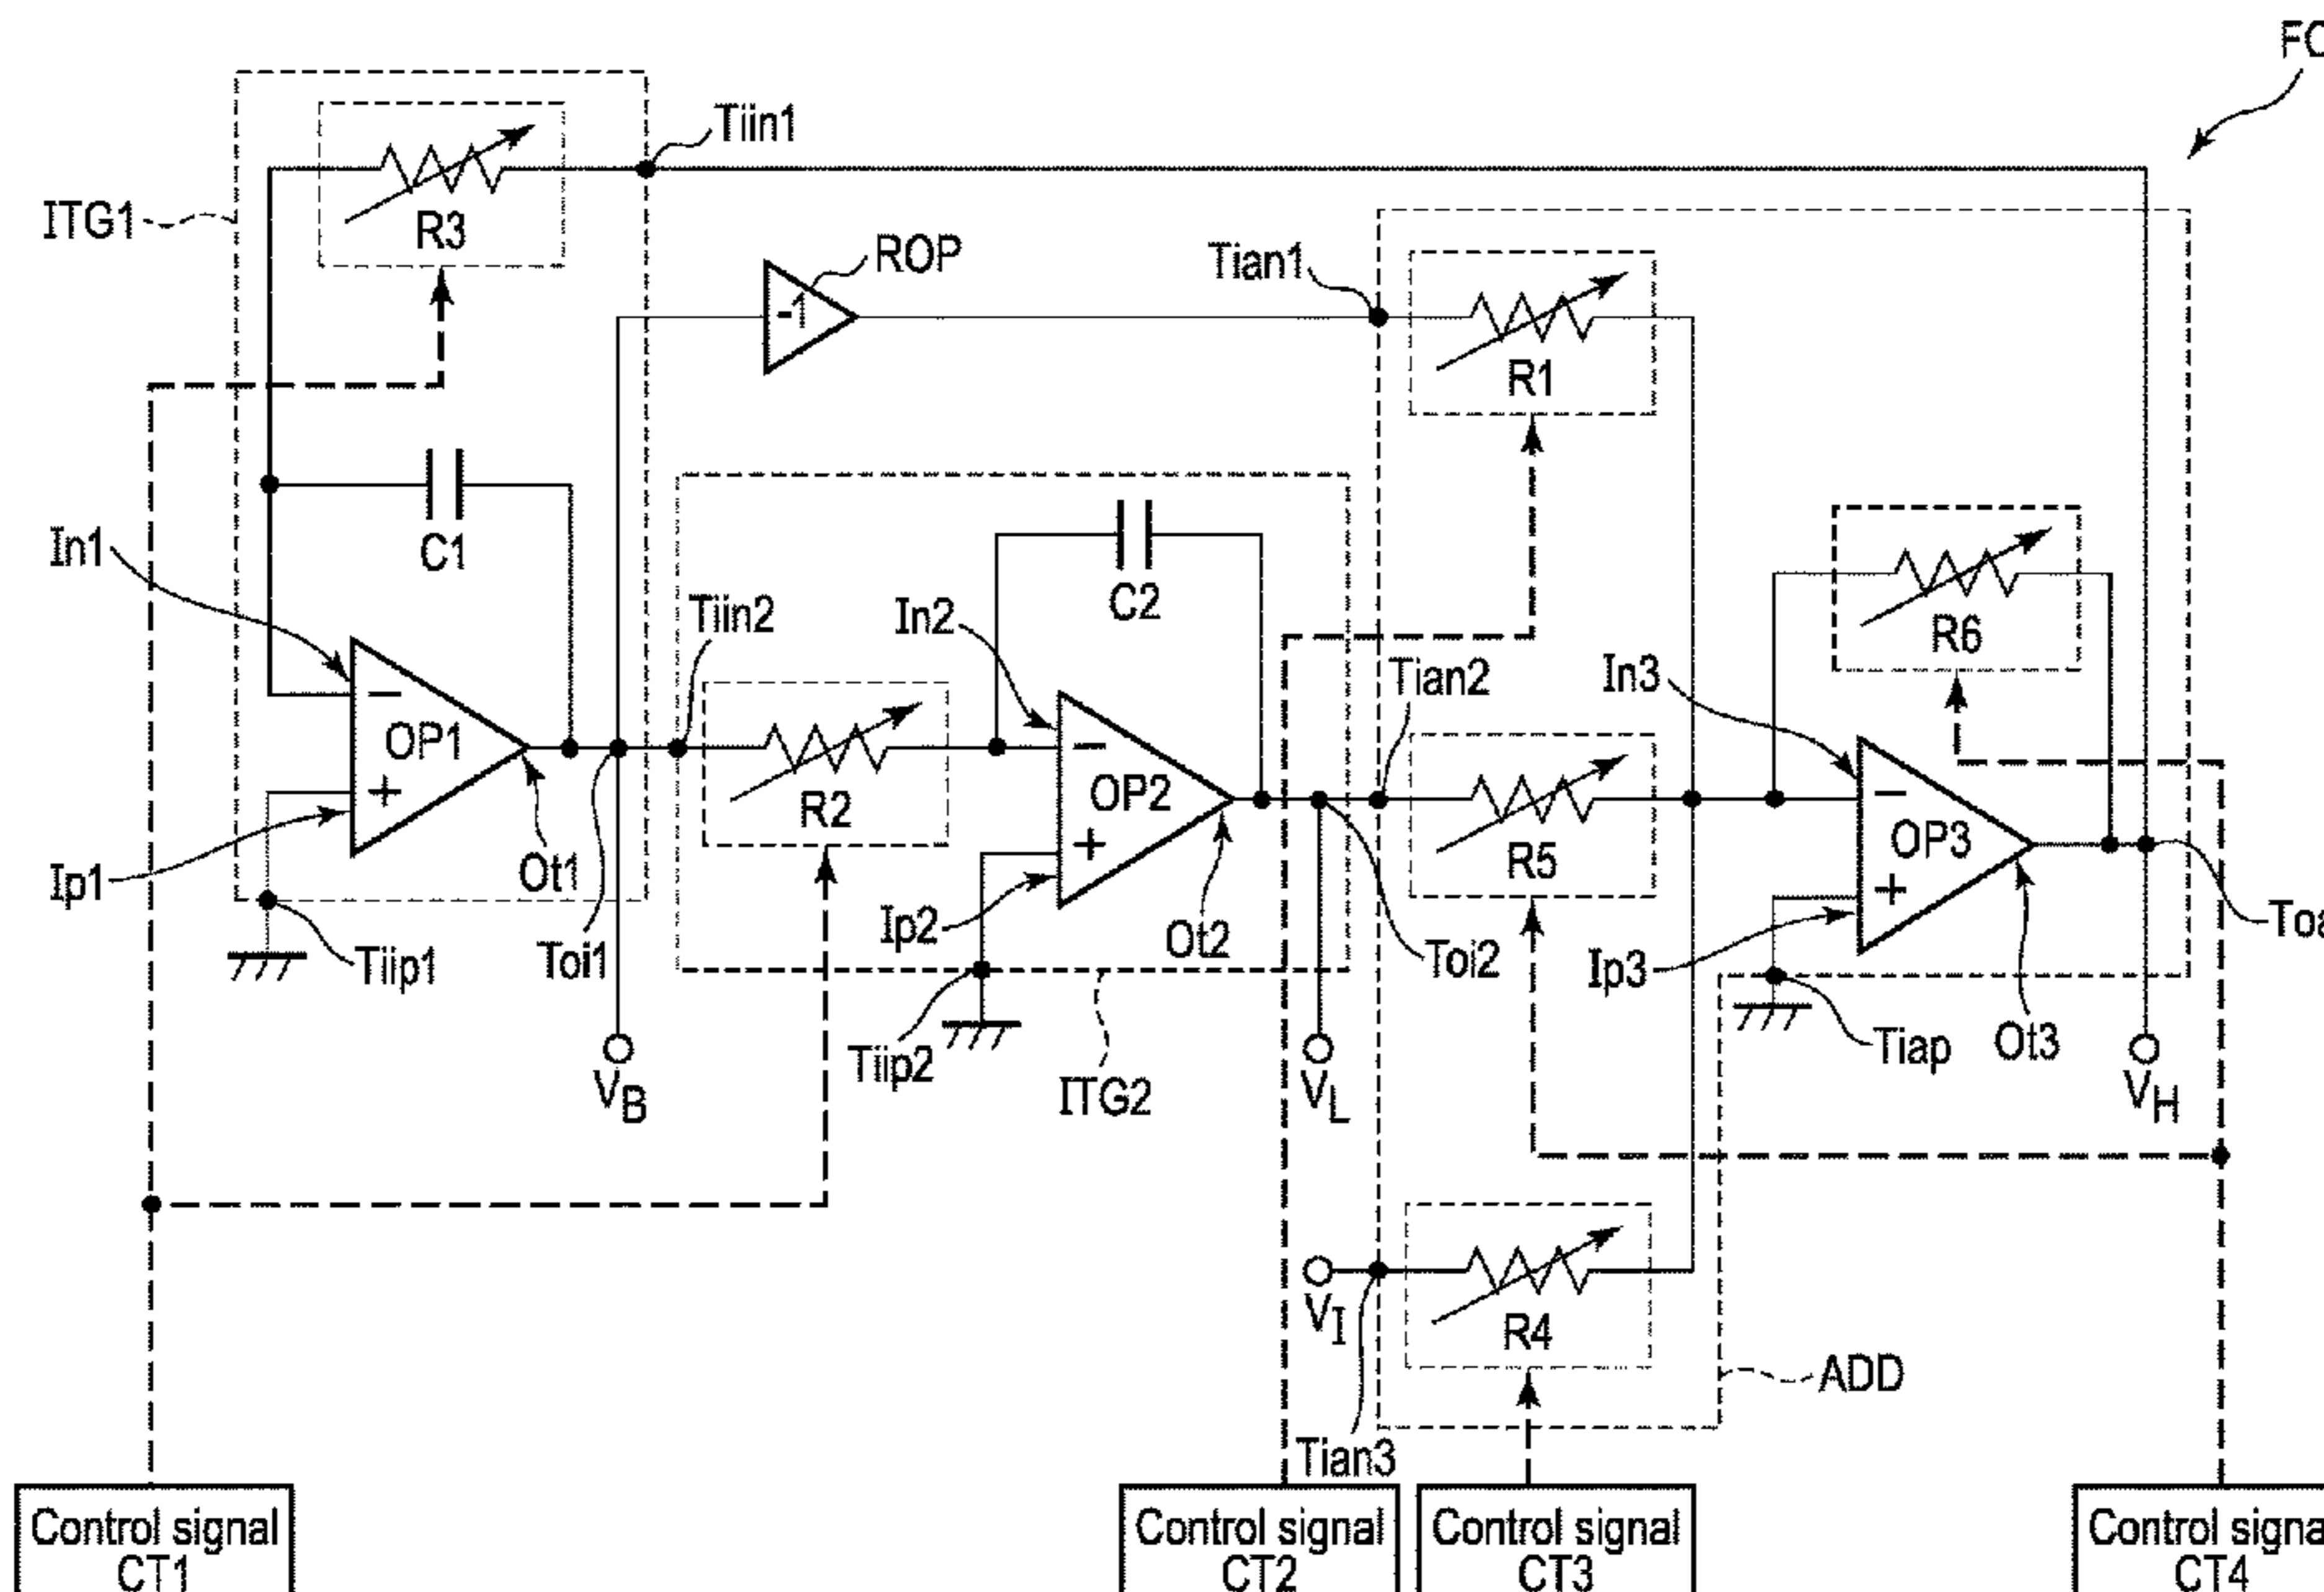 FC
Tiin1
ITG1
R3
ROP
-1
Tian1
R1
C1
In1
Tiin2
In2
C2
R6
Tian2
In3
OP1
R2
OP2
OP3
R5
Ip1
Ot1
Ip2
Ot2
Toi1
Toi2
Ip3
Tiip1
Tiip2
ITG2
Tiap
Ot3
VB
VL
VH
VI
R4
ADD
Tian3
Control signal
CT1
Control signal
CT2
Control signal
CT3
CT4